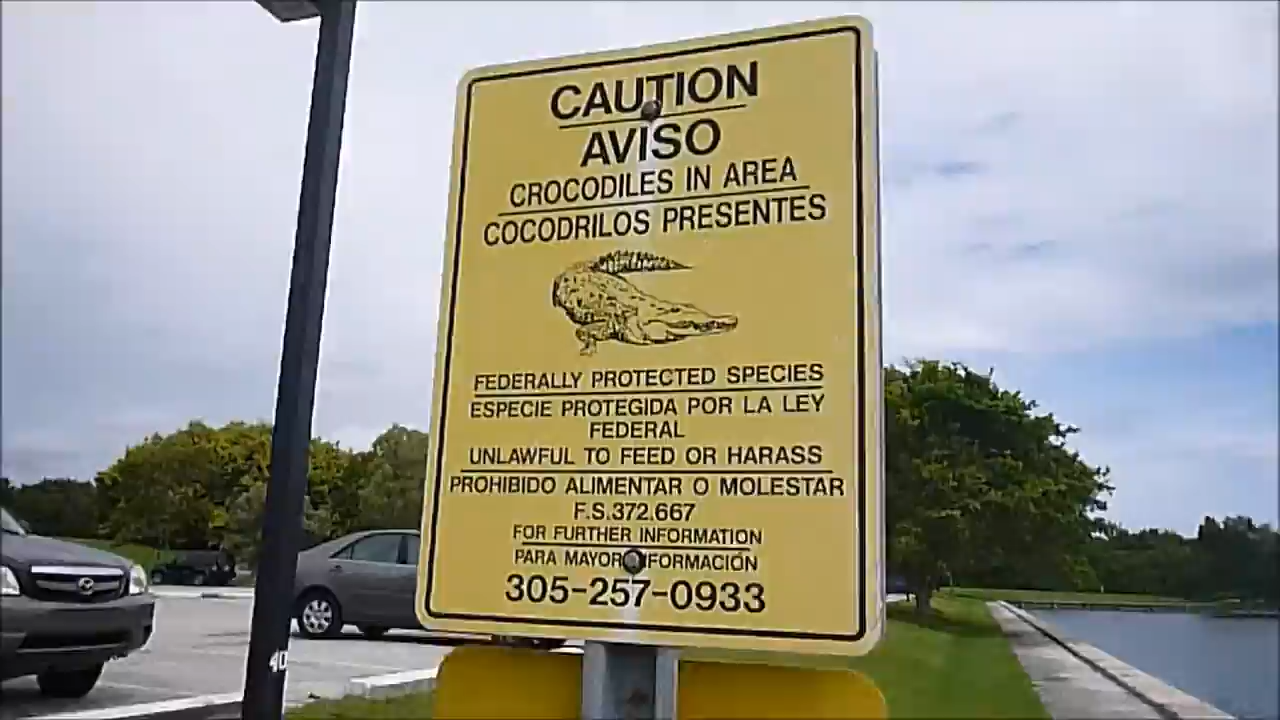 CAUTION
AVISO
CROCODILES IN AREA
COCODRILOS PRESENTES
FEDERALLY PROTECTED SPECIES
ESPECIE PROTEGIDA POR LA LEY
FEDERAL
UNLAWFUL TO FEED OR HARASS
PROHIBIDO ALIMENTAR O MOLESTAR
F.S.372.667
FOR FURTHER INFORMATION
PARA MAYOR INFORMACIÓN
305-257-0933
40